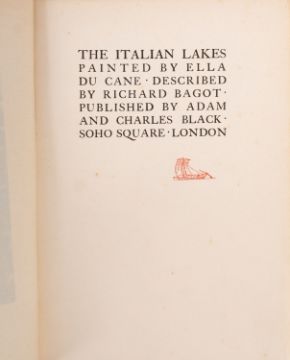 THE ITALIAN LAKES
PAINTED BY ELLA
DU CANE · DESCRIBED
BY RICHARD BAGOT ·
PUBLISHED BY ADAM
AND CHARLES BLACK ·
SOHO SQUARE · LONDON